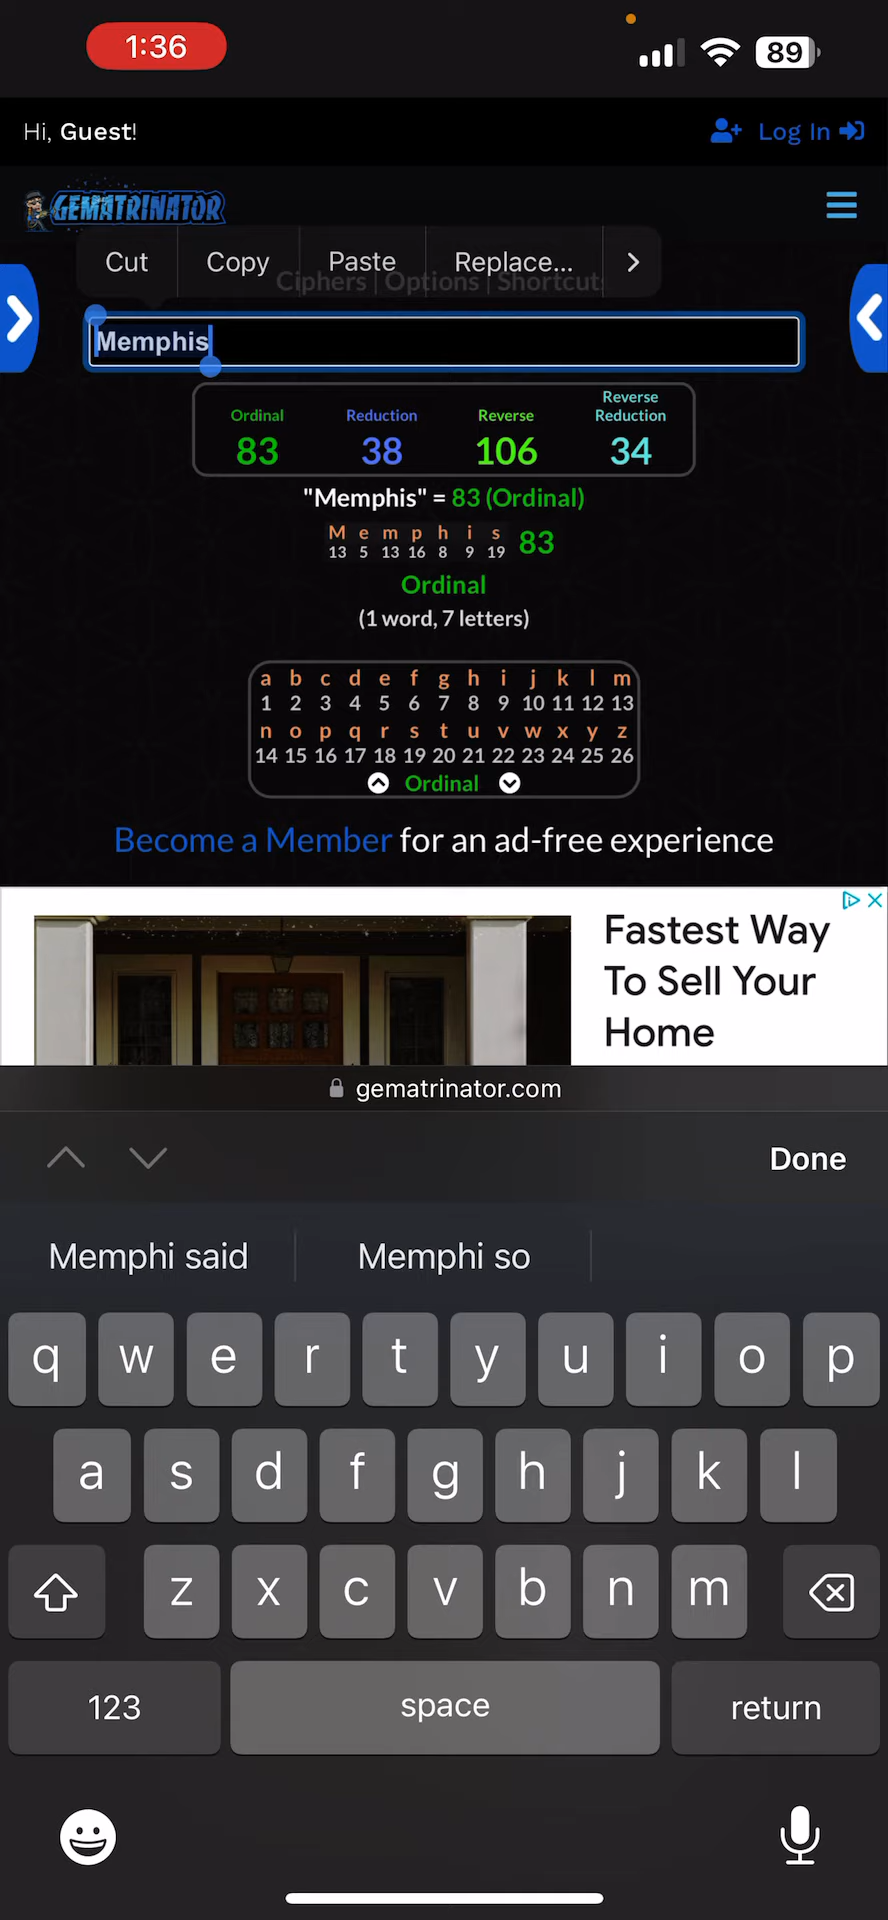 1:36
89
Hi, Guest!
Log In
GEMATRINATOR
Cut Copy Paste Replace...
Ciphers | Options | Shortcuts
Memphis
Ordinal Reduction Reverse Reverse Reduction
83 38 106 34
"Memphis" = 83 (Ordinal)
M e m p h i s 83
13 5 13 16 8 9 19
Ordinal
(1 word, 7 letters)
a b c d e f g h i j k l m
1 2 3 4 5 6 7 8 9 10 11 12 13
n o p q r s t u v w x y z
14 15 16 17 18 19 20 21 22 23 24 25 26
Ordinal
Become a Member for an ad-free experience
Fastest Way
To Sell Your
Home
gematrinator.com
Done
Memphi said Memphi so
q w e r t y u i o p
a s d f g h j k l
z x c v b n m
123 space return